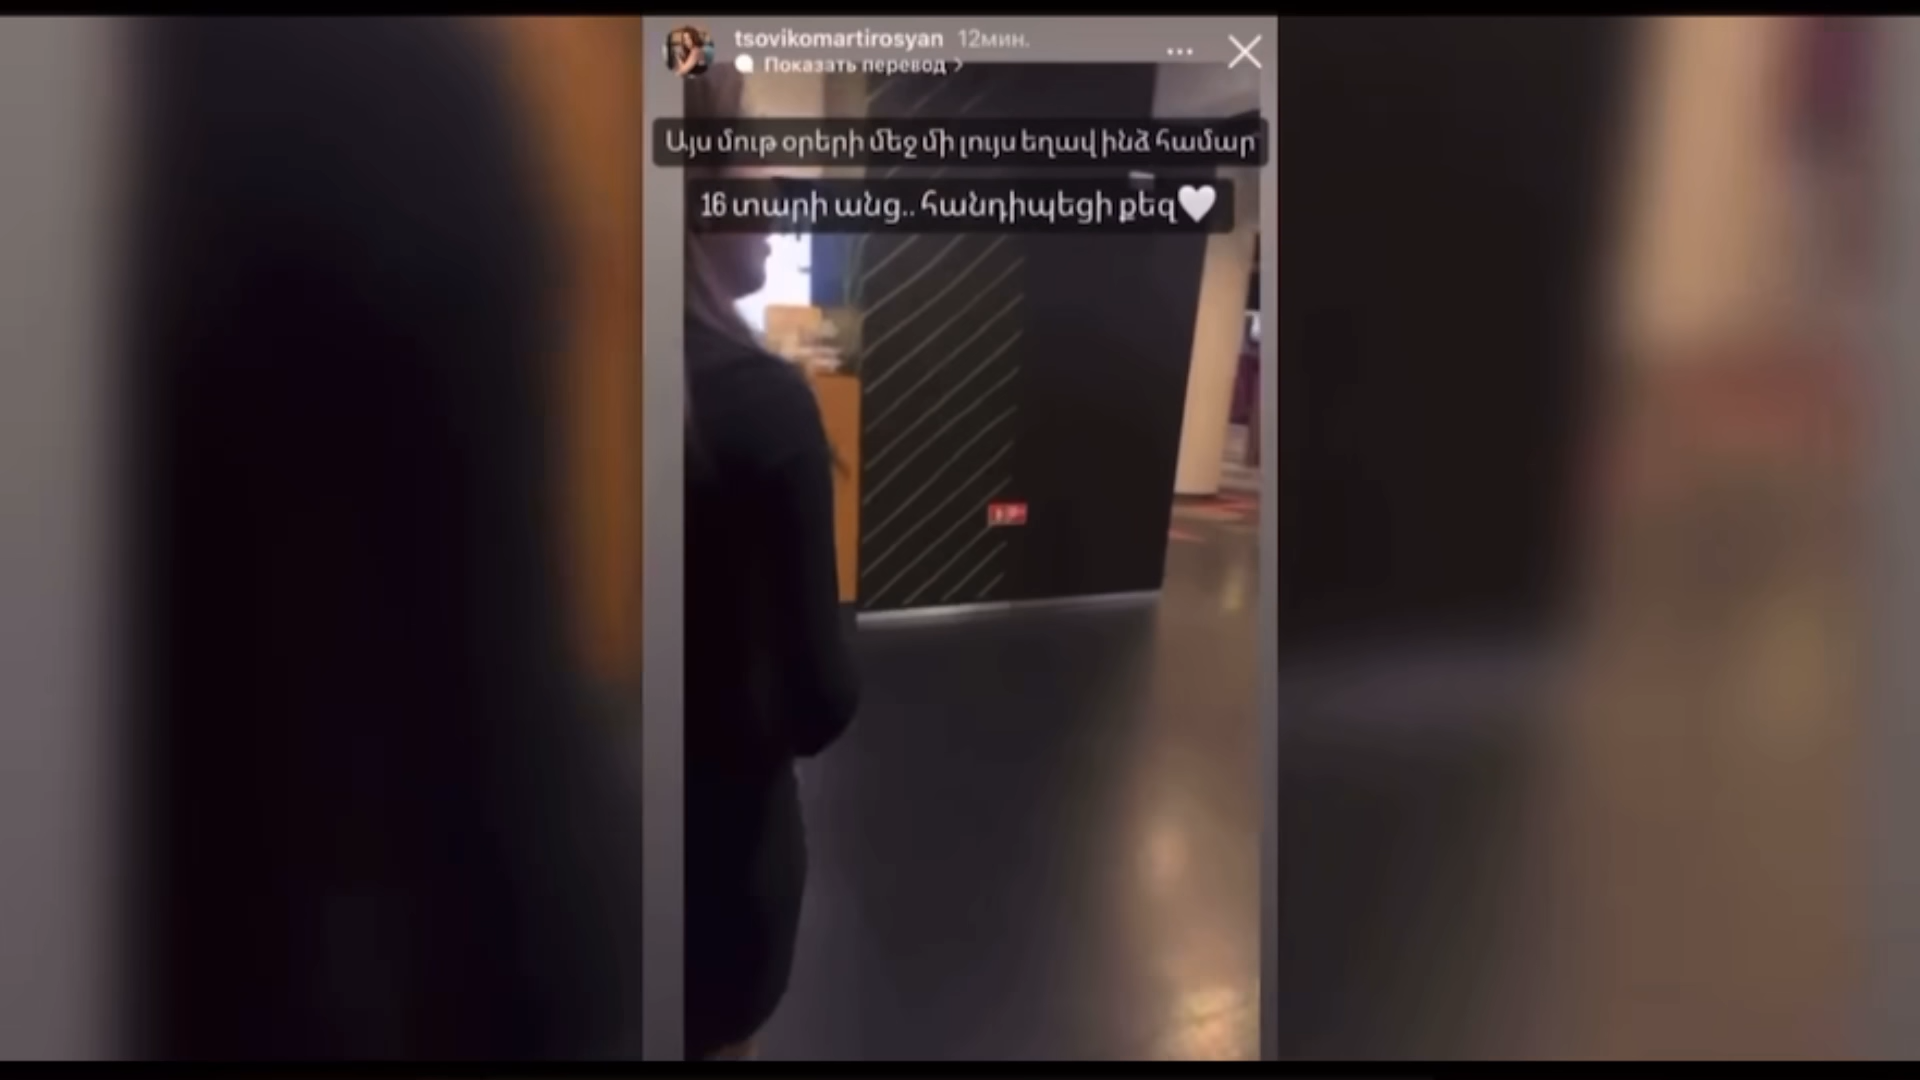 tsovikomartirosyan 12мин.
Показать перевод
Այս մութ օրերի մեջ մի լույս եղավ ինձ համար
16 տարի անց.. հանդիպեցի քեզ🤍